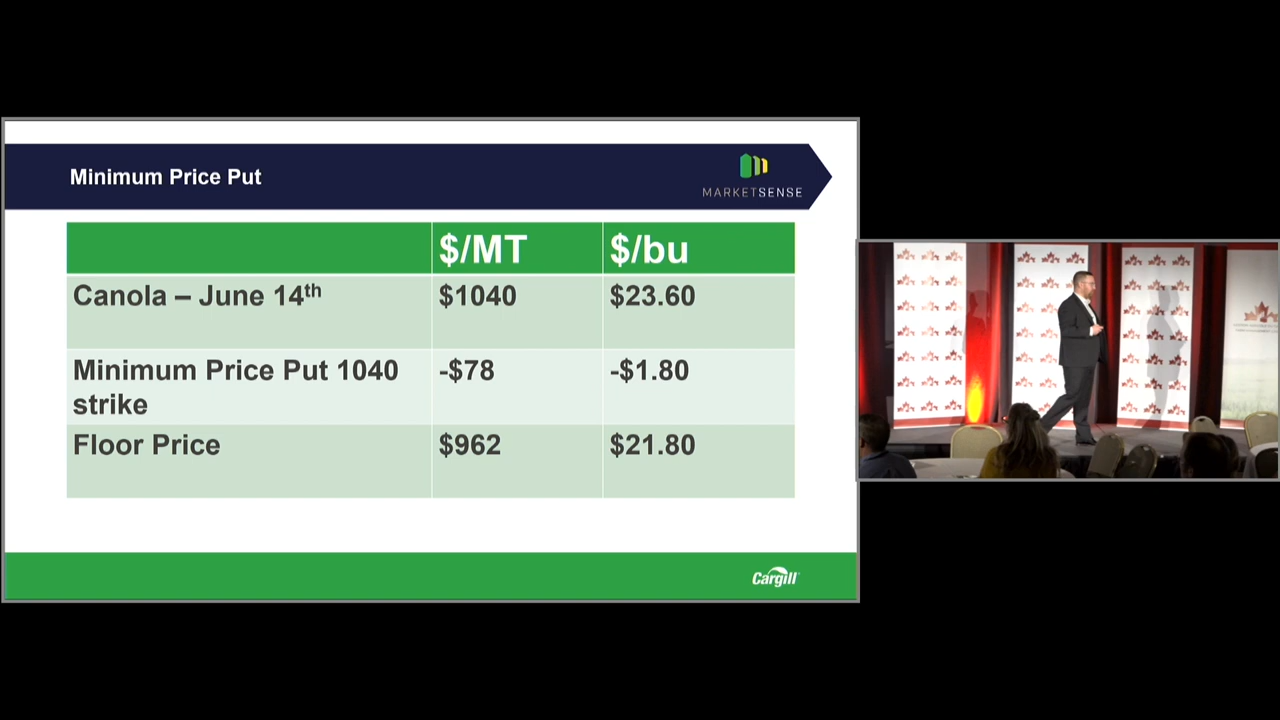 Minimum Price Put
MARKETSENSE
$/MT $/bu
Canola – June 14th $1040 $23.60
Minimum Price Put 1040 -$78 -$1.80
strike
Floor Price $962 $21.80
Cargill